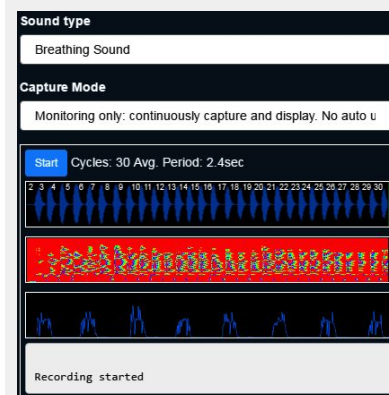 Sound type
Breathing Sound
Capture Mode
Monitoring only: continuously capture and display. No auto u
Start Cycles: 30 Avg. Period: 2.4sec
2 3 4 5 6 7 8 9 10 11 12 13 14 15 16 17 18 19 20 21 22 23 24 25 26 27 28 29 30
Recording started